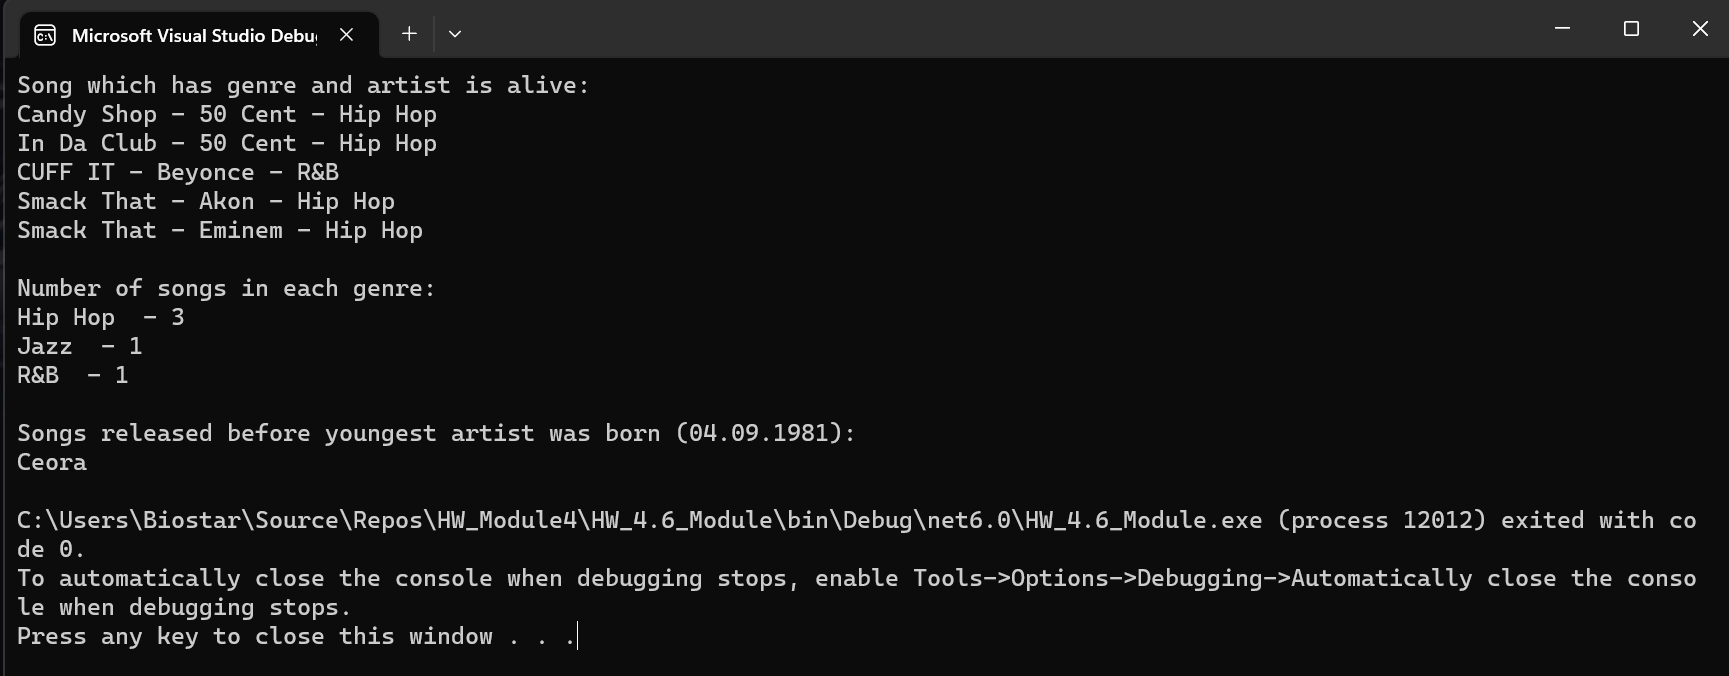 Microsoft Visual Studio Debu
Song which has genre and artist is alive:
Candy Shop - 50 Cent - Hip Hop
In Da Club - 50 Cent - Hip Hop
CUFF IT - Beyonce - R&B
Smack That - Akon - Hip Hop
Smack That - Eminem - Hip Hop
Number of songs in each genre:
Hip Hop  - 3
Jazz  - 1
R&B  - 1
Songs released before youngest artist was born (04.09.1981):
Ceora
C:\Users\Biostar\Source\Repos\HW_Module4\HW_4.6_Module\bin\Debug\net6.0\HW_4.6_Module.exe (process 12012) exited with co
de 0.
To automatically close the console when debugging stops, enable Tools->Options->Debugging->Automatically close the conso
le when debugging stops.
Press any key to close this window . . .